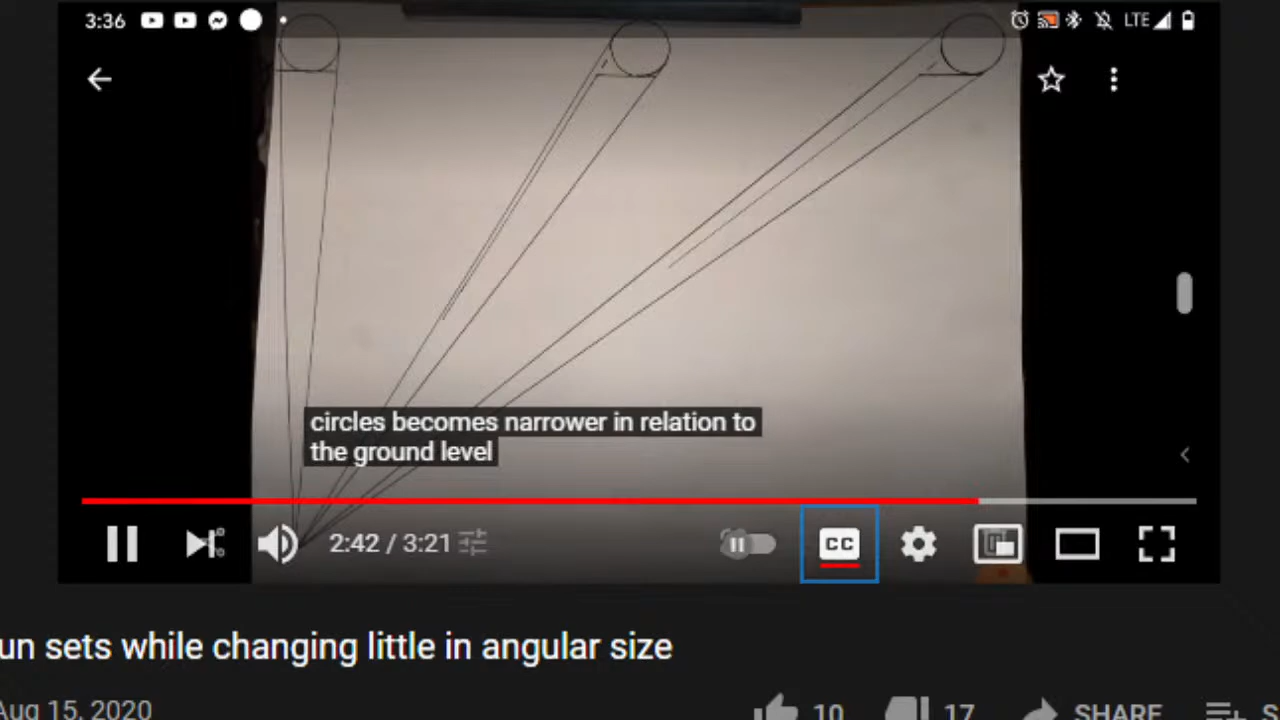 3:36
LTE
circles becomes narrower in relation to
the ground level
2:42 / 3:21
CC
un sets while changing little in angular size
Aug 15, 2020
10
17
SHARE
S